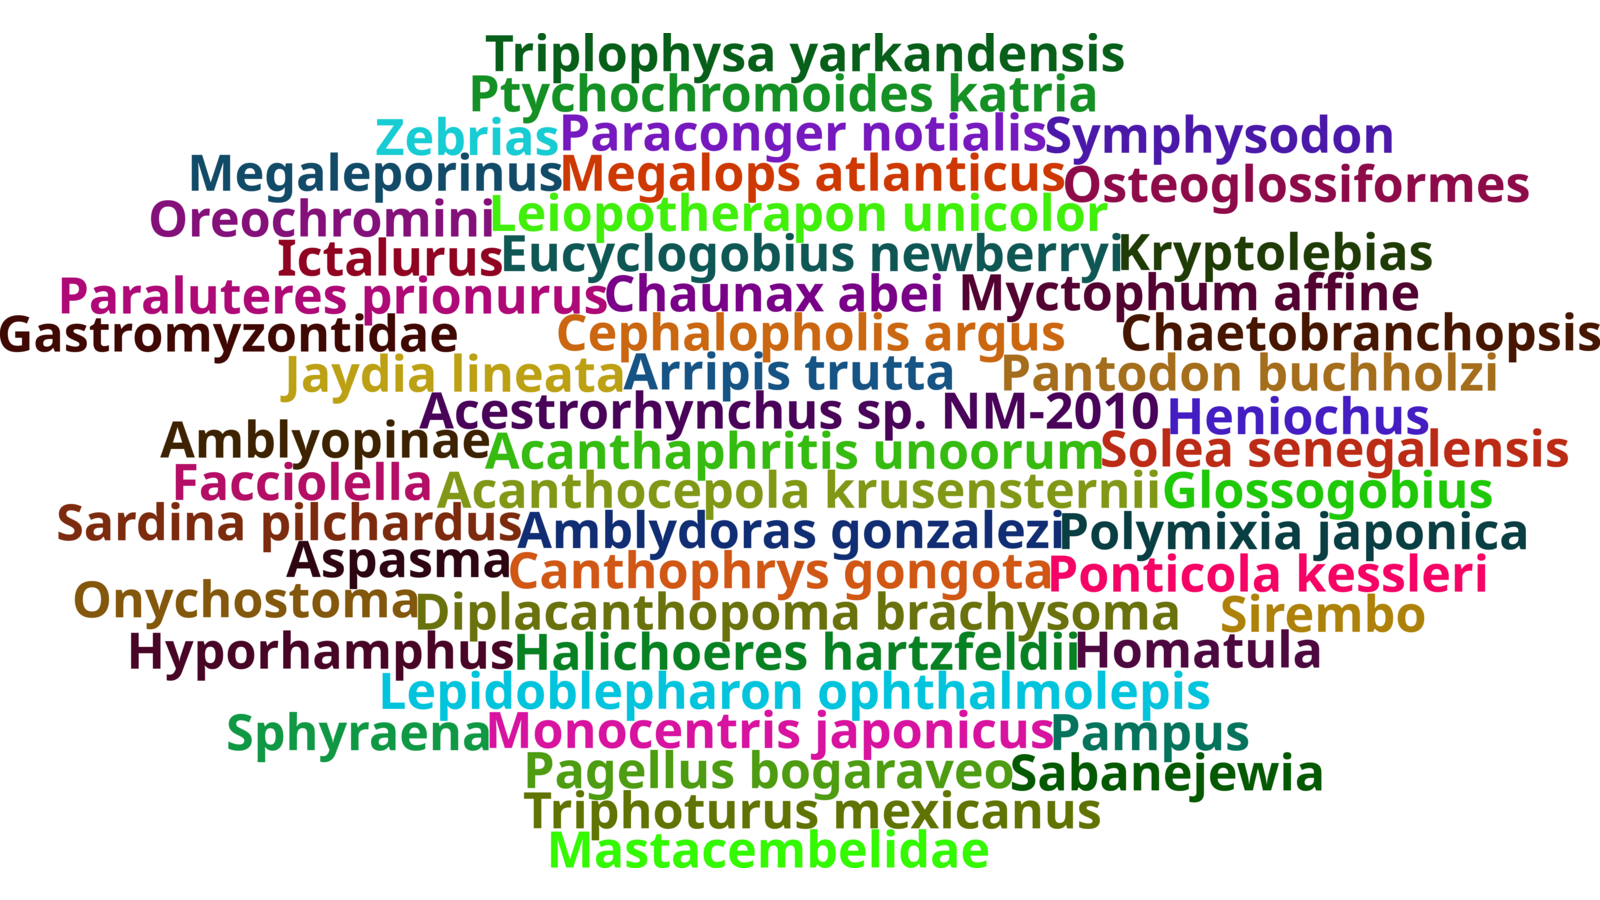 Triplophysa yarkandensis
Ptychochromoides katria
Zebrias Paraconger notialis Symphysodon
Megaleporinus Megalops atlanticus Osteoglossiformes
Oreochromini Leiopotherapon unicolor
Ictalurus Eucyclogobius newberryi Kryptolebias
Paraluteres prionurus Chaunax abei Myctophum affine
Gastromyzontidae Cephalopholis argus Chaetobranchopsis
Jaydia lineata Arripis trutta Pantodon buchholzi
Acestrorhynchus sp. NM-2010 Heniochus
Amblyopinae Acanthaphritis unoorum Solea senegalensis
Facciolella Acanthocepola krusensternii Glossogobius
Sardina pilchardus Amblydoras gonzalezi Polymixia japonica
Aspasma Canthophrys gongota Ponticola kessleri
Onychostoma Diplacanthopoma brachysoma Sirembo
Hyporhamphus Halichoeres hartzfeldii Homatula
Lepidoblepharon ophthalmolepis
Sphyraena Monocentris japonicus Pampus
Pagellus bogaraveo Sabanejewia
Triphoturus mexicanus
Mastacembelidae